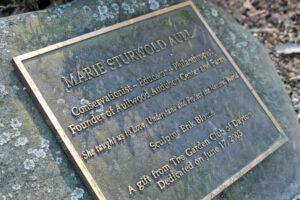 MARIE STURWOLD AULL
Conservationist - Educator - Philanthropist
Founder of Aullwood Audubon Center and Farm
She taught us to Love, Understand and Protect the Living World
Sculptor Erik Blome
A gift from The Garden Club of Dayton
Dedicated on June 17, 2003